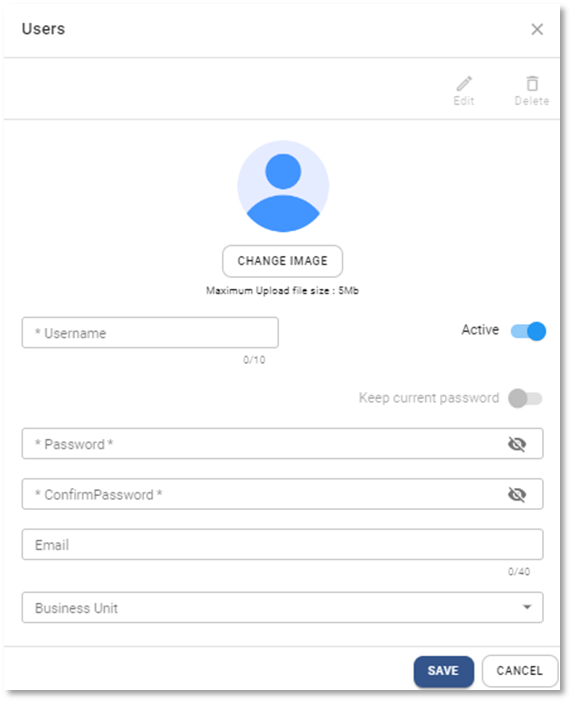 Users
Edit Delete
CHANGE IMAGE
Maximum Upload file size : 5Mb
* Username
Active
0/10
Keep current password
* Password *
* ConfirmPassword *
Email
0/40
Business Unit
SAVE CANCEL